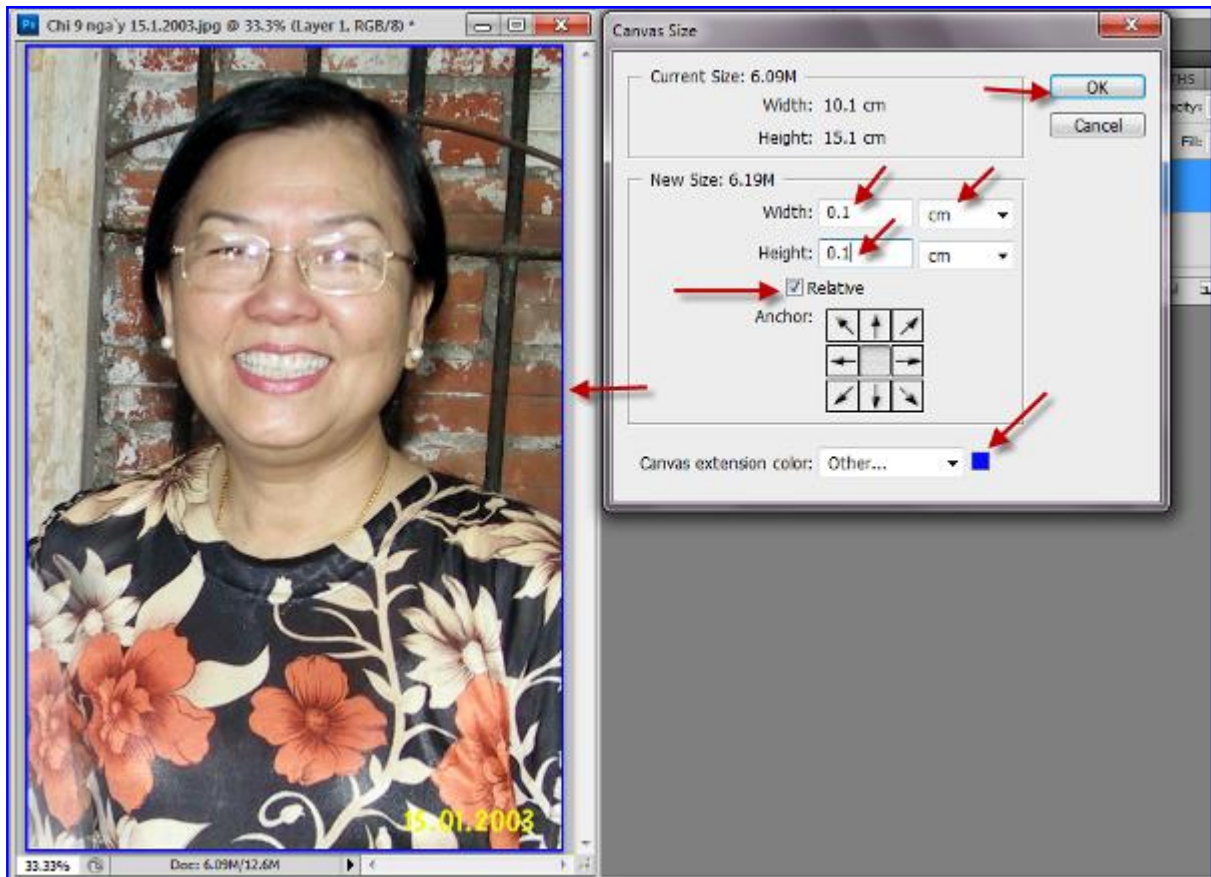 Ps Chi 9 nga`y 15.1.2003.jpg @ 33.3% (Layer 1, RGB/8) *
15.01.2003
33.33%
Doc: 6.09M/12.6M
Canvas Size
Current Size: 6.09M
Width: 10.1 cm
Height: 15.1 cm
OK
Cancel
New Size: 6.19M
Width: 0.1 cm
Height: 0.1 cm
Relative
Anchor:
Canvas extension color: Other...
THS
Fill: